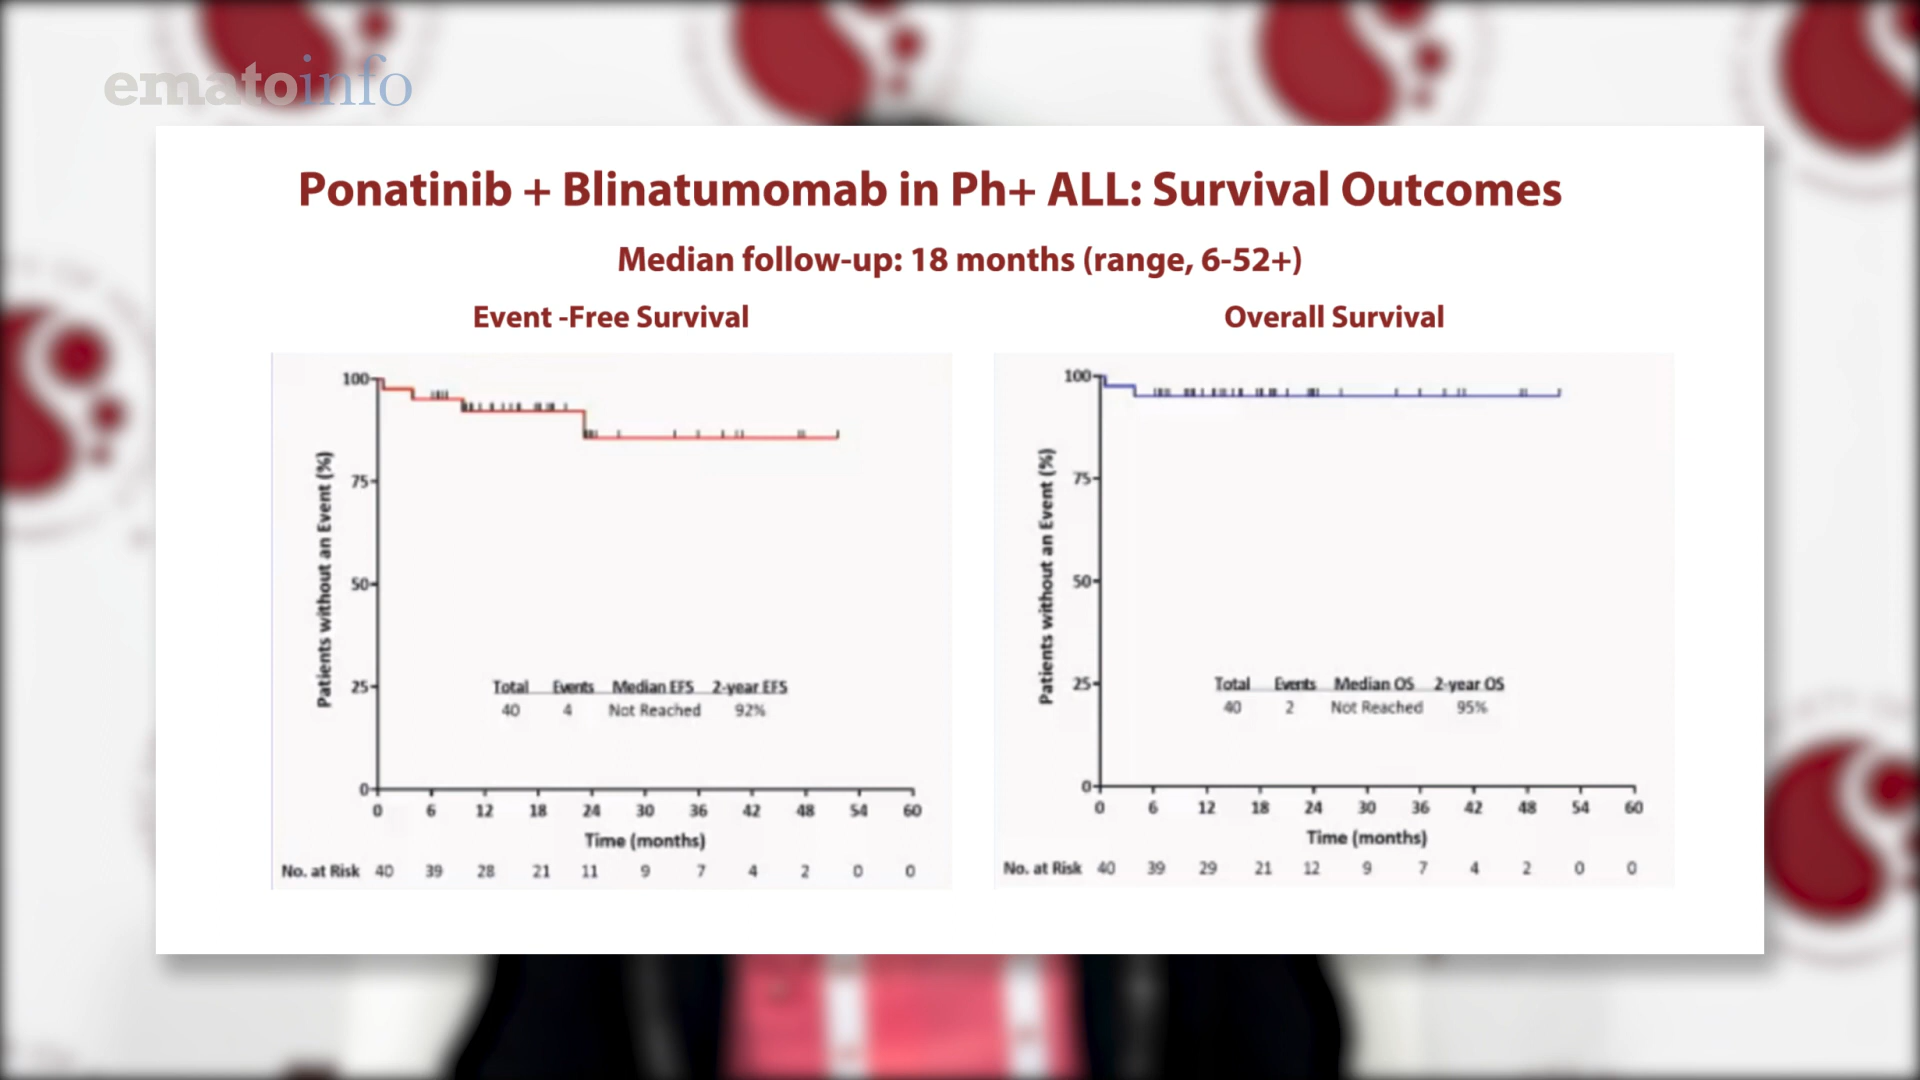 ematoinfo
Ponatinib + Blinatumomab in Ph+ ALL: Survival Outcomes
Median follow-up: 18 months (range, 6-52+)
Event -Free Survival
Patients without an Event (%)
100
75
50
25
0
Total Events Median EFS 2-year EFS
40 4 Not Reached 92%
0 6 12 18 24 30 36 42 48 54 60
Time (months)
No. at Risk 40 39 28 21 11 9 7 4 2 0 0
Overall Survival
Patients without an Event (%)
100
75
50
25
0
Total Events Median OS 2-year OS
40 2 Not Reached 95%
0 6 12 18 24 30 36 42 48 54 60
Time (months)
No. at Risk 40 39 29 21 12 9 7 4 2 0 0